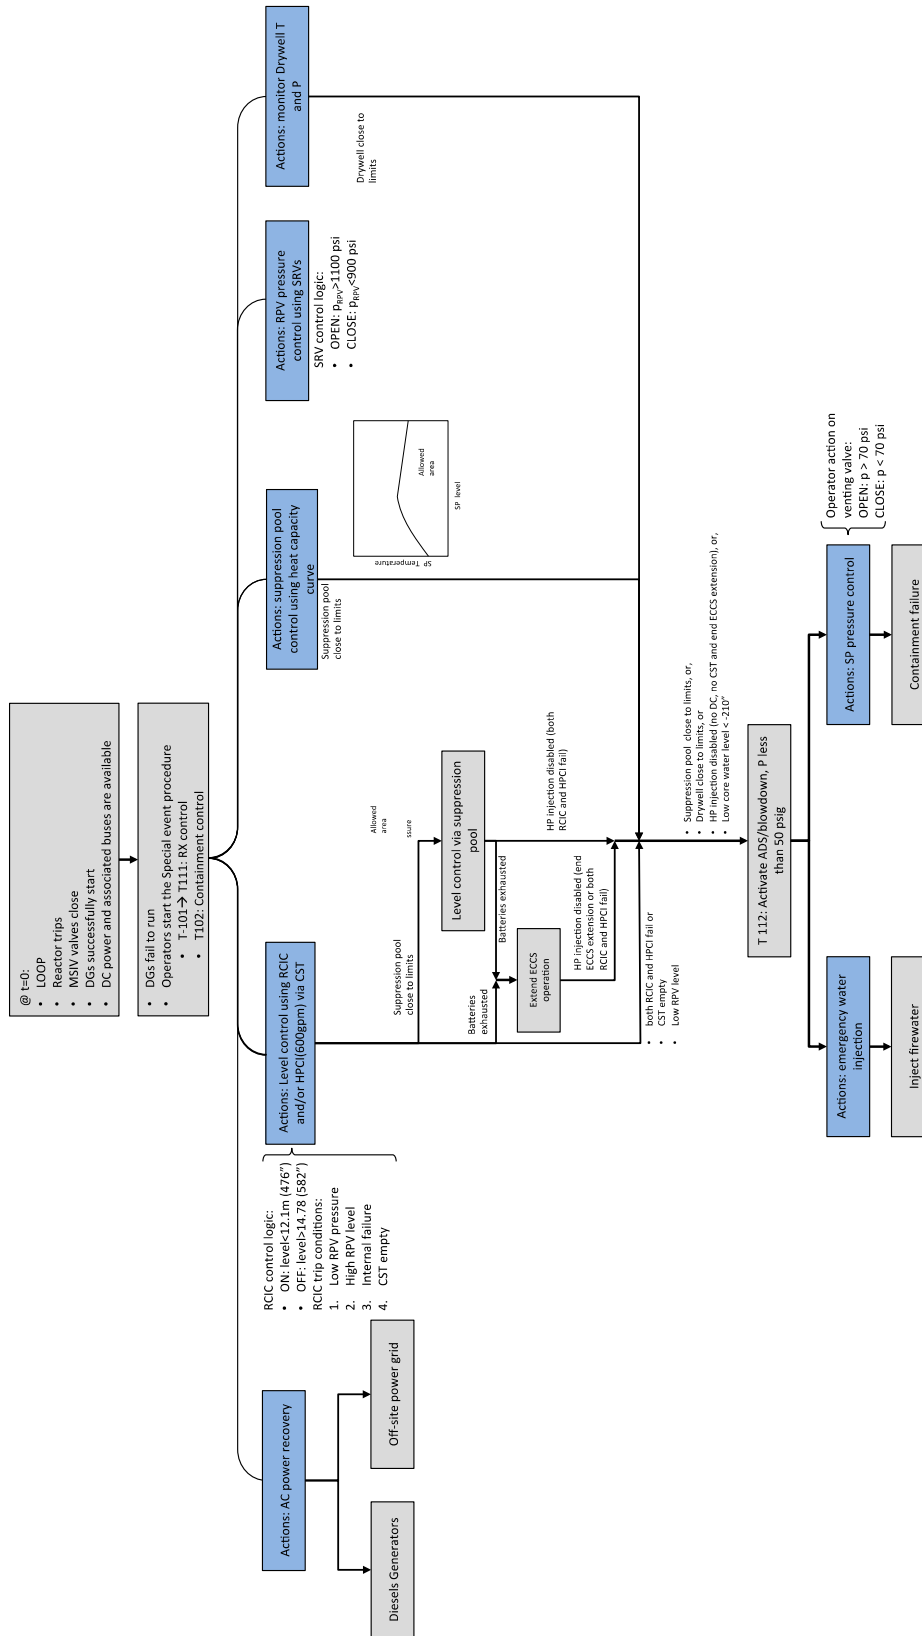 @ t=0:
• LOOP
• Reactor trips
• MSIV valves close
• DGs successfully start
• DC power and associated buses are available
• DGs fail to run
• Operators start the Special event procedure
• T-101→ T111: RX control
• T102: Containment control
Actions: AC power recovery
Diesels Generators
Off-site power grid
RCIC control logic:
• ON: level<12.1m (476”)
• OFF: level>14.78 (582”)
RCIC trip conditions:
1. Low RPV pressure
2. High RPV level
3. Internal failure
4. CST empty
Actions: Level control using RCIC
and/or HPCI(600gpm) via CST
Suppression pool
close to limits
Allowed
area
ssure
Level control via suppression
pool
Batteries
exhausted
Batteries exhausted
Extend ECCS
operation
HP injection disabled (both
RCIC and HPCI fail)
HP injection disabled (end
ECCS extension or both
RCIC and HPCI fail)
• both RCIC and HPCI fail or
• CST empty
• Low RPV level
Actions: suppression pool
control using heat capacity
curve
Suppression pool
close to limits
SP Temperature
Allowed
area
SP level
Actions: RPV pressure
control using SRVs
SRV control logic:
• OPEN: pRPV>1100 psi
• CLOSE: pRPV<900 psi
Actions: monitor Drywell T
and P
Drywell close to
limits
• Suppression pool close to limits, or,
• Drywell close to limits, or
• HP injection disabled (no DC, no CST and end ECCS extension), or,
• Low core water level < -210”
T 112: Activate ADS/blowdown, P less
than 50 psig
Actions: emergency water
injection
Inject firewater
Actions: SP pressure control
Operator action on
venting valve:
OPEN: p > 70 psi
CLOSE: p < 70 psi
Containment failure